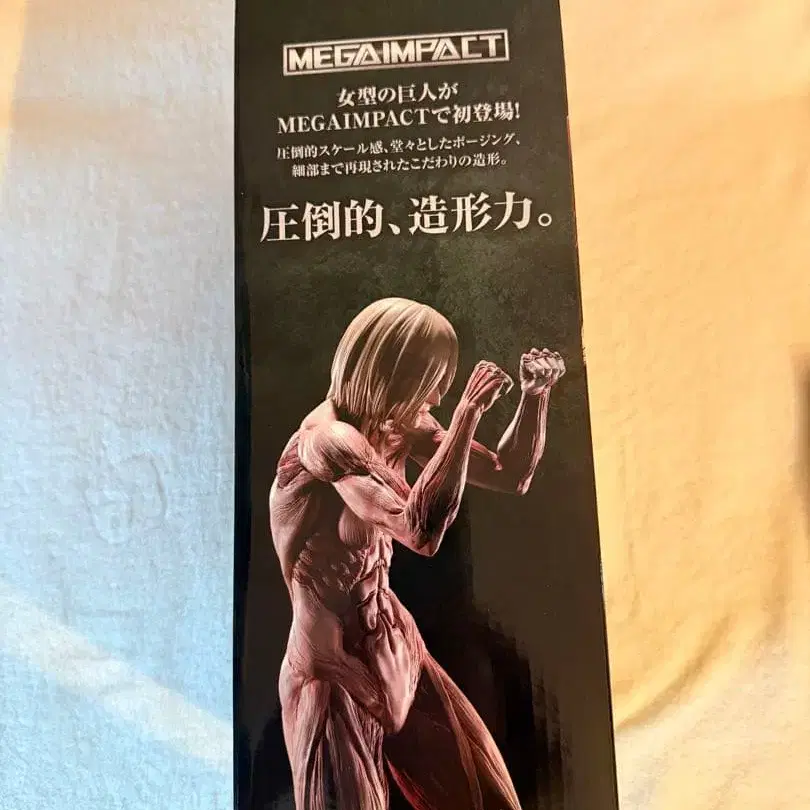 MEGAIMPACT
女型の巨人が
MEGAIMPACTで初登場!
圧倒的スケール感、堂々としたポージング、
細部まで再現されたこだわりの造形。
圧倒的、造形力。